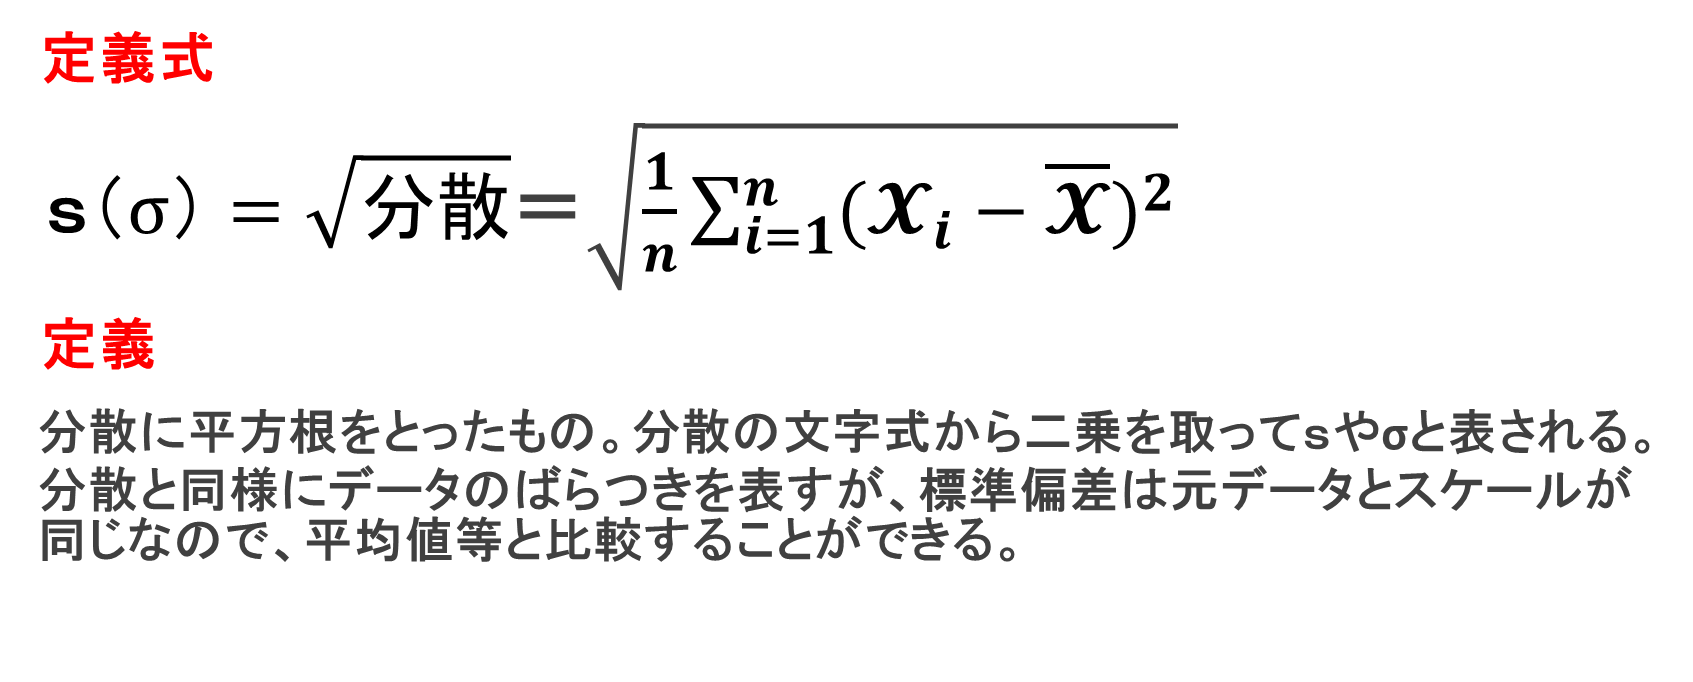 定義式
s(σ) = √分散 = √(1/n ∑_{i=1}^{n} (x_i − x̄)²)
定義
分散に平方根をとったもの。分散の文字式から二乗を取ってsやσと表される。
分散と同様にデータのばらつきを表すが、標準偏差は元データとスケールが
同じなので、平均値等と比較することができる。